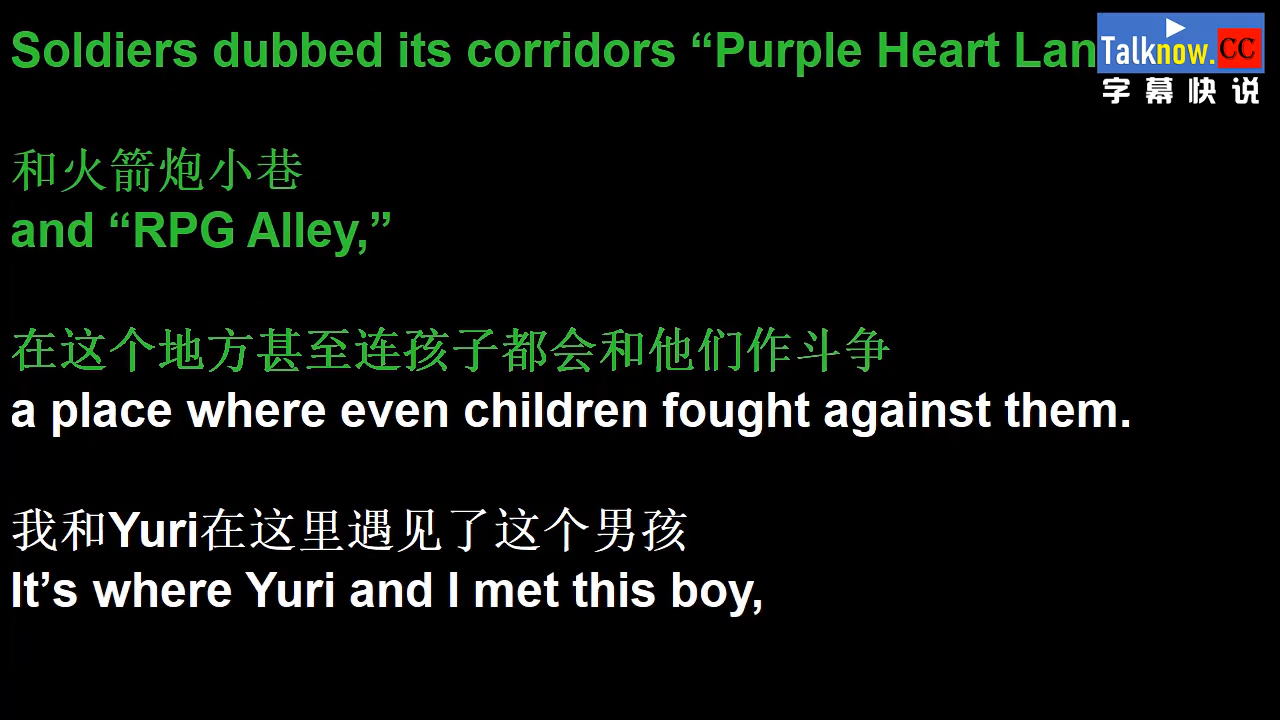 Soldiers dubbed its corridors “Purple Heart Lan
Talknow.CC
字幕快说
和火箭炮小巷
and “RPG Alley,”
在这个地方甚至连孩子都会和他们作斗争
a place where even children fought against them.
我和Yuri在这里遇见了这个男孩
It’s where Yuri and I met this boy,